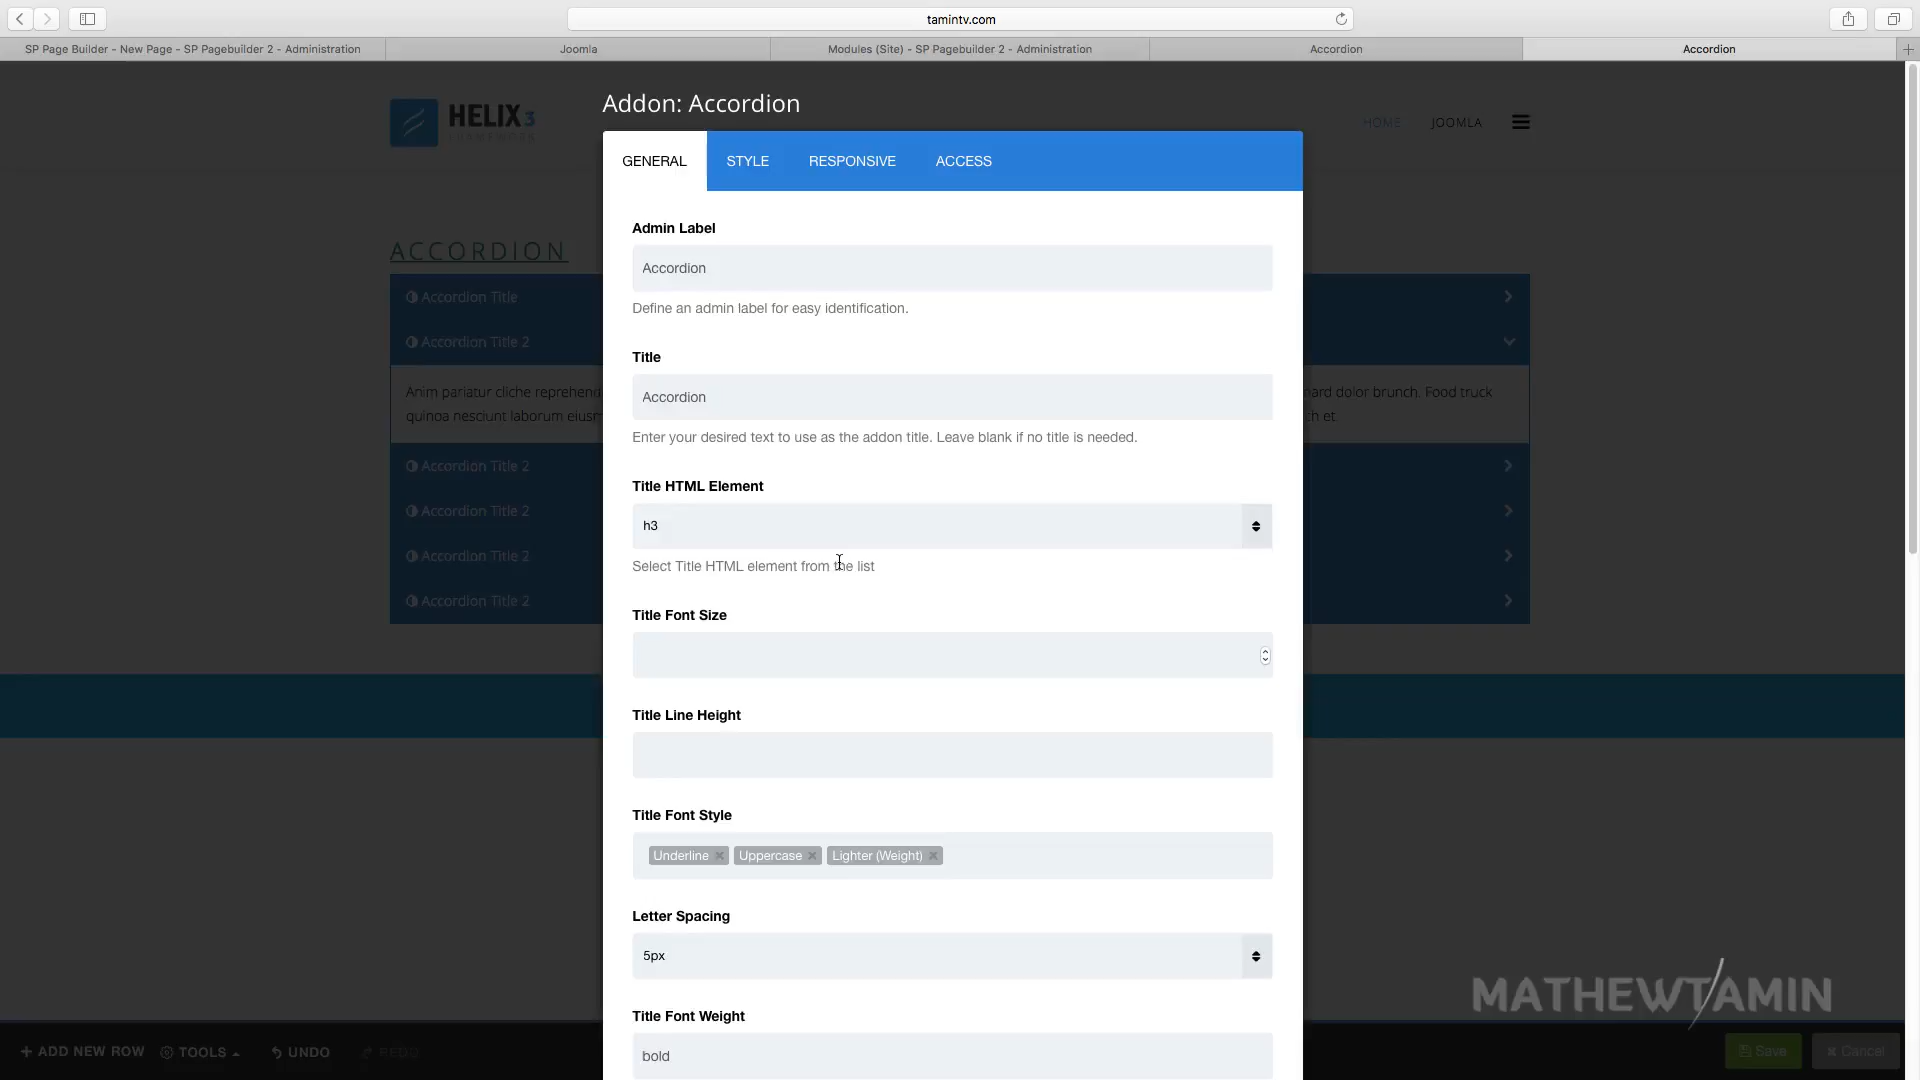 tamintv.com
SP Page Builder - New Page - SP Pagebuilder 2 - Administration
Joomla
Modules (Site) - SP Pagebuilder 2 - Administration
Accordion
Accordion
HELIX3
FRAMEWORK
HOME
JOOMLA
Addon: Accordion
GENERAL
STYLE
RESPONSIVE
ACCESS
ACCORDION
Accordion Title
Accordion Title 2
Anim pariatur cliche reprehend
ard dolor brunch. Food truck
quinoa nesciunt laborum eiusm
h et.
Accordion Title 2
Accordion Title 2
Accordion Title 2
Accordion Title 2
Admin Label
Accordion
Define an admin label for easy identification.
Title
Accordion
Enter your desired text to use as the addon title. Leave blank if no title is needed.
Title HTML Element
h3
Select Title HTML element from the list
Title Font Size
Title Line Height
Title Font Style
Underline × Uppercase × Lighter (Weight) ×
Letter Spacing
5px
Title Font Weight
bold
MATHEWTAMIN
+ ADD NEW ROW
TOOLS
UNDO
REDO
Save
Cancel